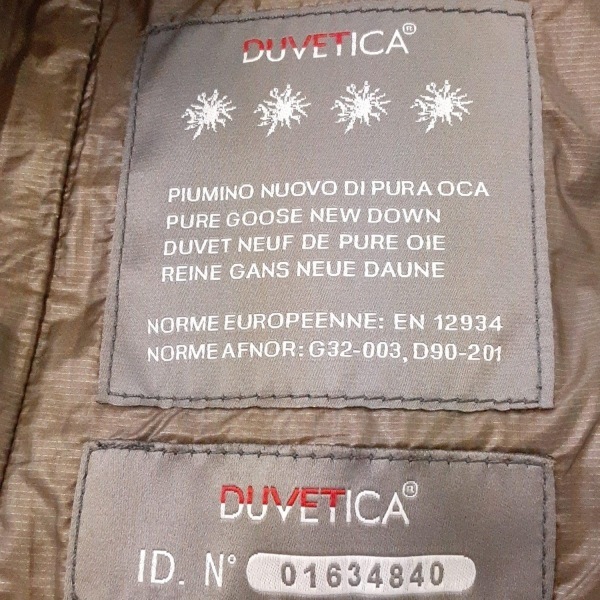 DUVETICA®
PIUMINO NUOVO DI PURA OCA
PURE GOOSE NEW DOWN
DUVET NEUF DE PURE OIE
REINE GANS NEUE DAUNE
NORME EUROPEENNE: EN 12934
NORME AFNOR: G32-003, D90-201
DUVETICA®
ID. N° 01634840